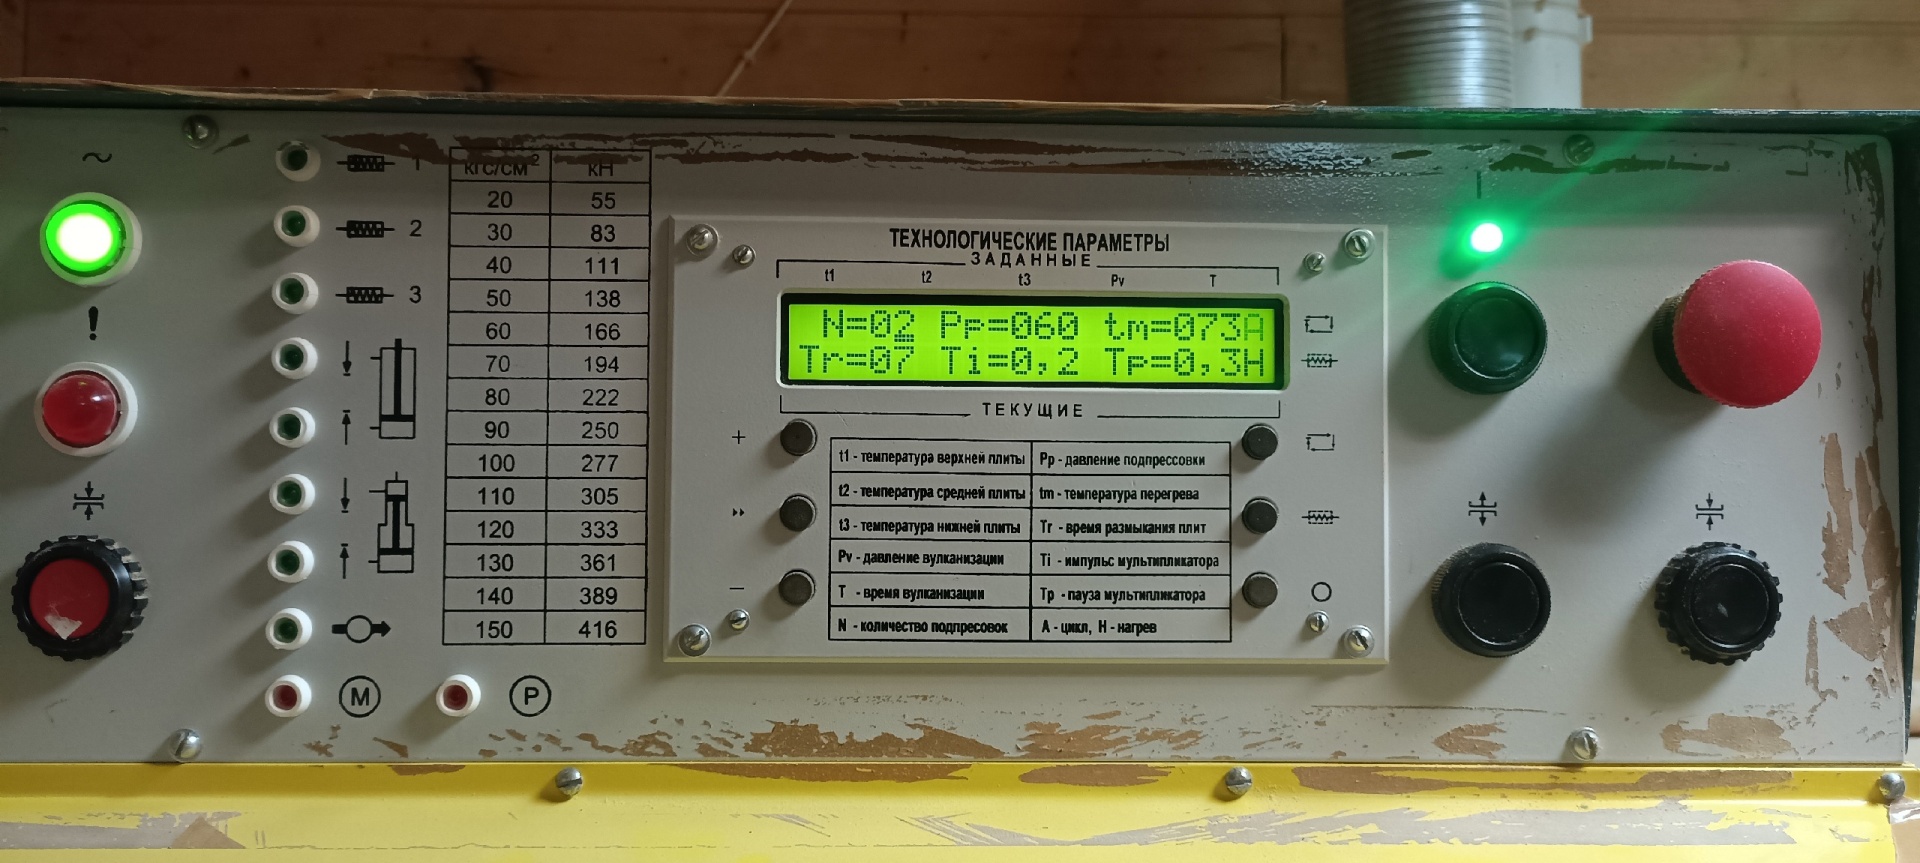 ~
1
2
3
!
М
Р
КГС/СМ² КН
20 55
30 83
40 111
50 138
60 166
70 194
80 222
90 250
100 277
110 305
120 333
130 361
140 389
150 416
ТЕХНОЛОГИЧЕСКИЕ ПАРАМЕТРЫ
ЗАДАННЫЕ
t1 t2 t3 Pv T
N=02 Pp=060 tm=073A
Tr=07 Ti=0,2 Tp=0,3H
ТЕКУЩИЕ
+
−
t1 - температура верхней плиты
t2 - температура средней плиты
t3 - температура нижней плиты
Pv - давление вулканизации
T - время вулканизации
N - количество подпресовок
Pp - давление подпрессовки
tm - температура перегрева
Tr - время размыкания плит
Ti - импульс мультипликатора
Tp - пауза мультипликатора
А - цикл, Н - нагрев
I